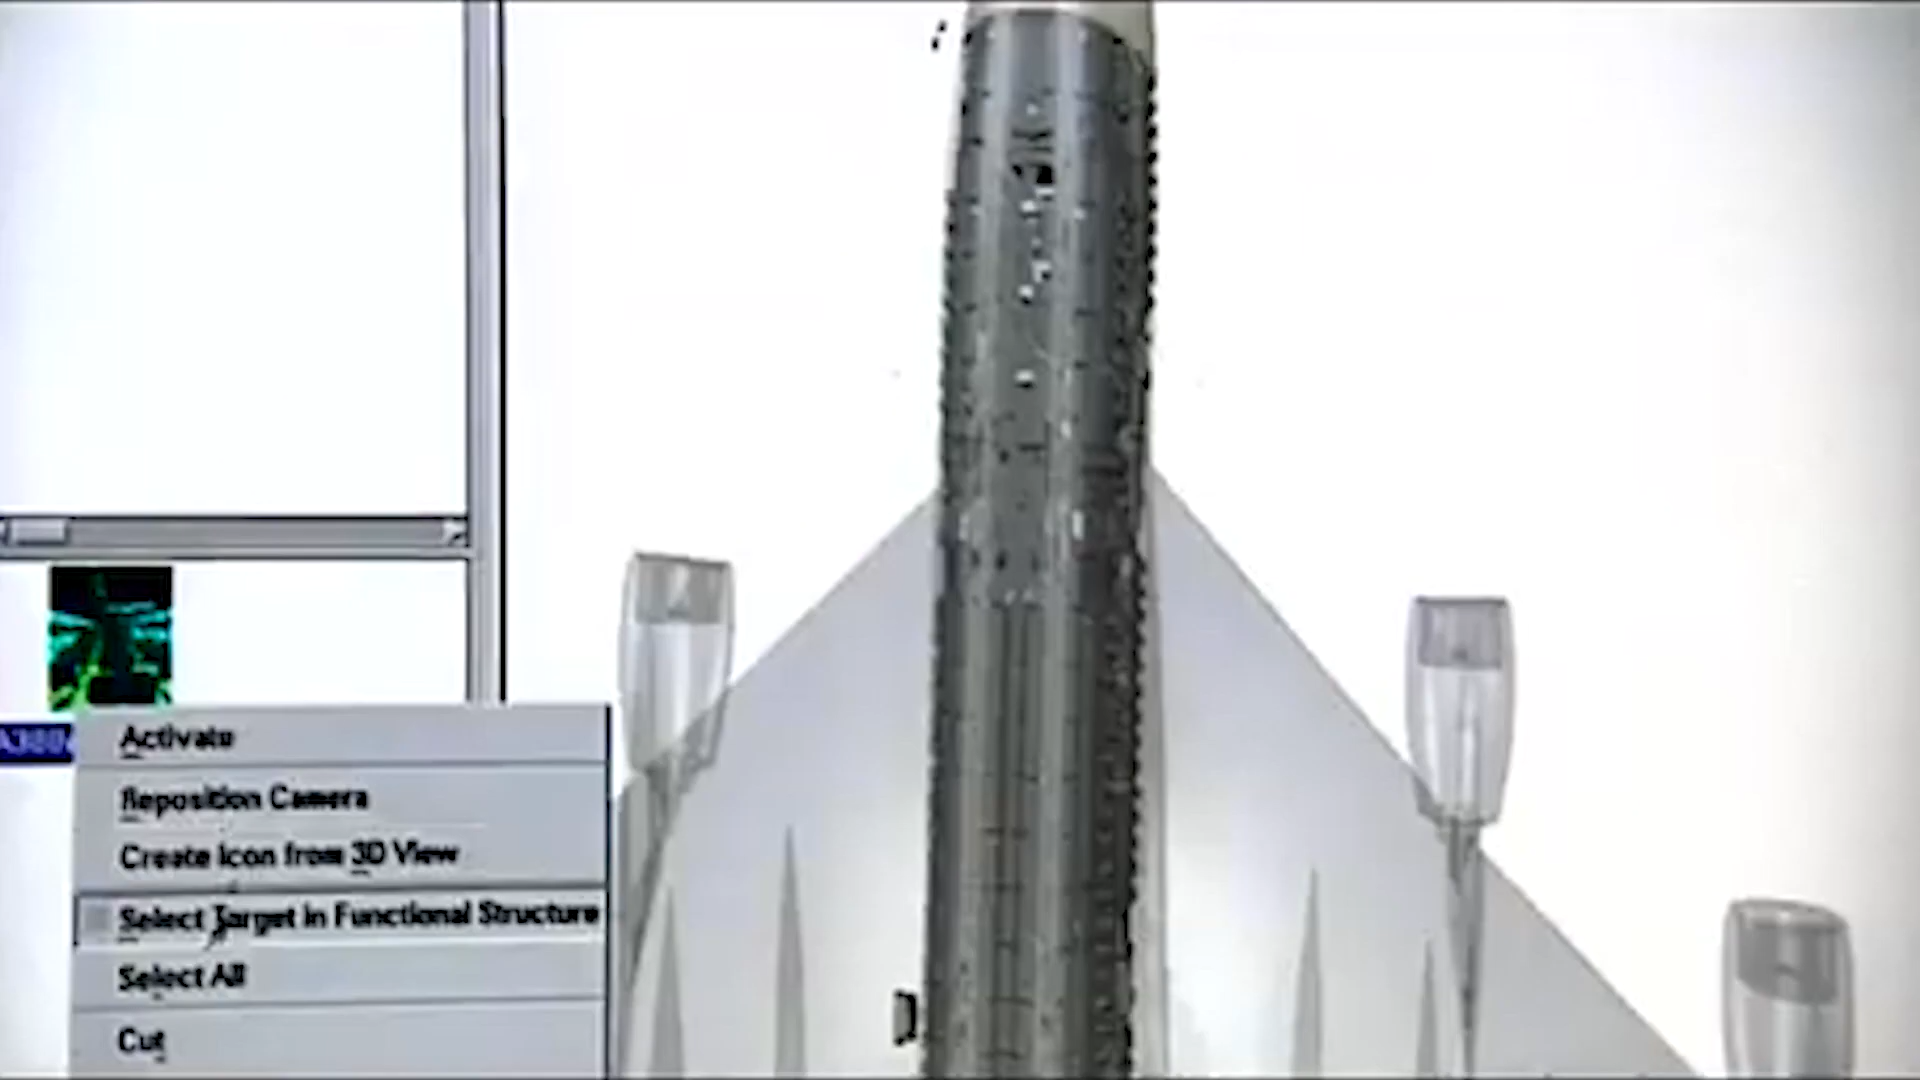 Activate
Reposition Camera
Create Icon from 3D View
Select Target in Functional Structure
Select All
Cut